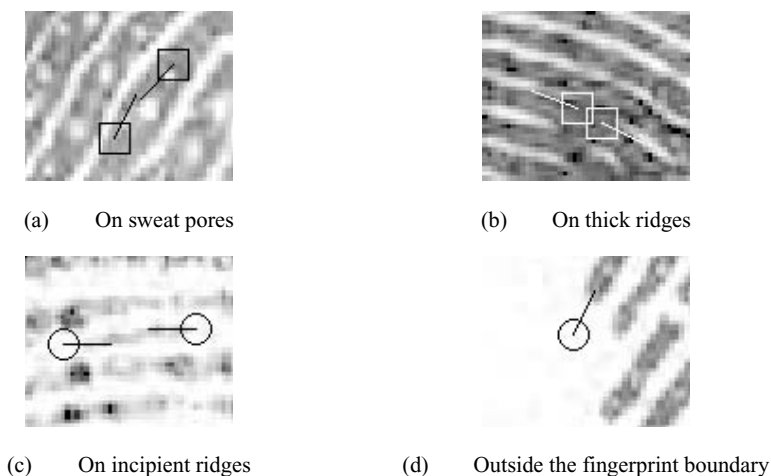 (a) On sweat pores
(b) On thick ridges
(c) On incipient ridges
(d) Outside the fingerprint boundary